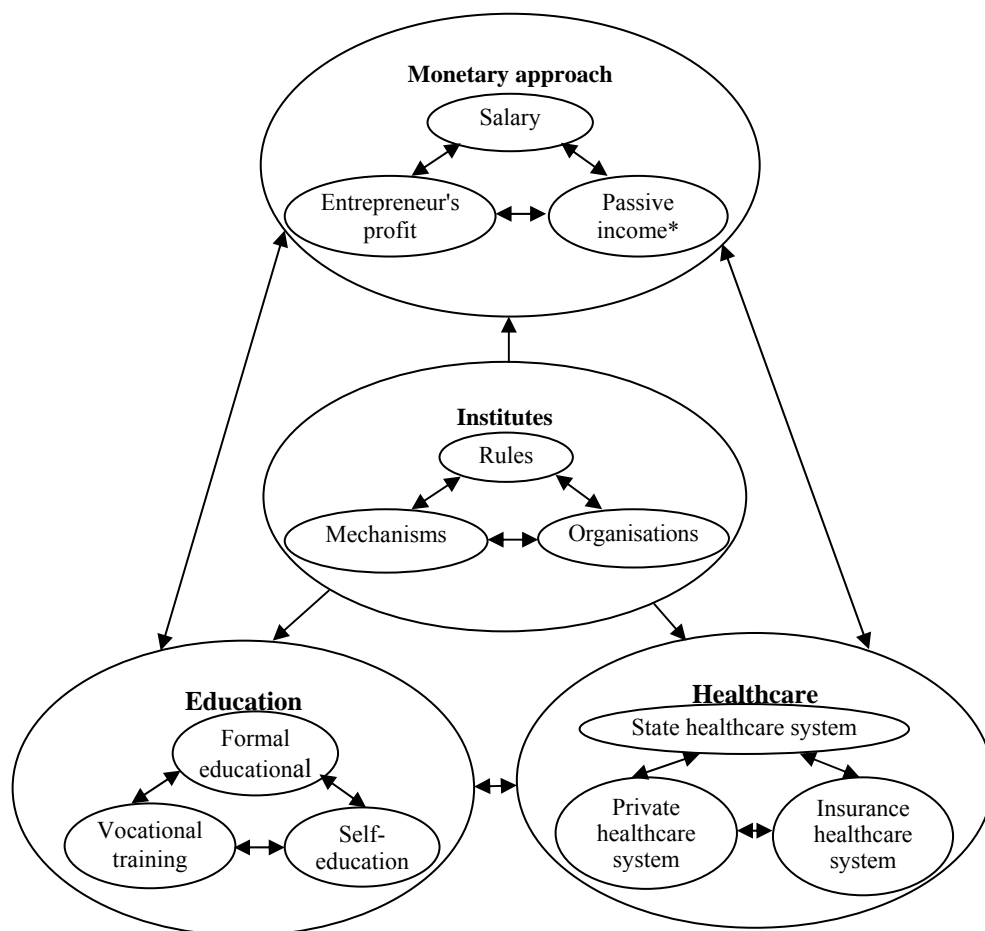 Monetary approach
Salary
Entrepreneur's
profit
Passive
income*
Institutes
Rules
Mechanisms
Organisations
Education
Formal
educational
Vocational
training
Self-
education
Healthcare
State healthcare system
Private
healthcare
system
Insurance
healthcare
system